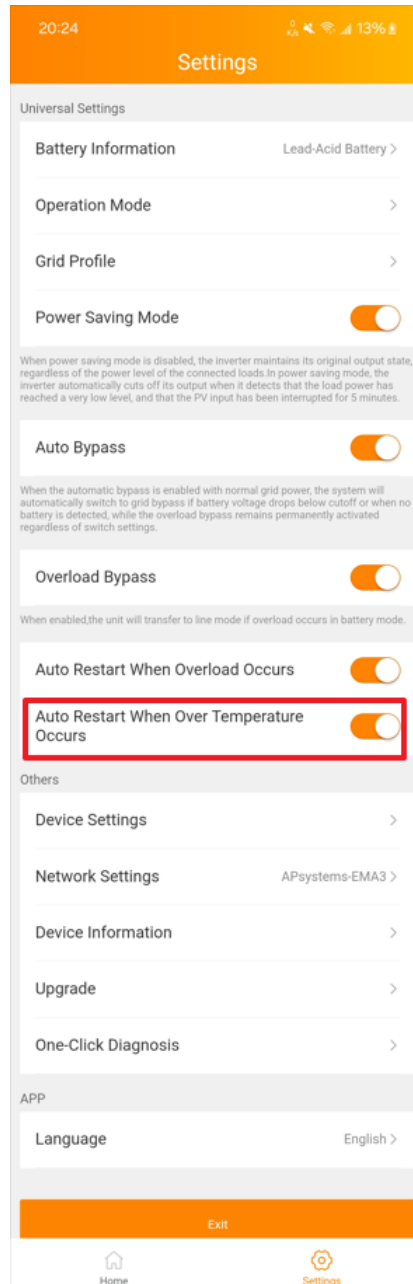 20:24
0
K/s
13%
Settings
Universal Settings
Battery Information
Lead-Acid Battery >
Operation Mode
>
Grid Profile
>
Power Saving Mode
When power saving mode is disabled, the inverter maintains its original output state,
regardless of the power level of the connected loads.In power saving mode, the
inverter automatically cuts off its output when it detects that the load power has
reached a very low level, and that the PV input has been interrupted for 5 minutes.
Auto Bypass
When the automatic bypass is enabled with normal grid power, the system will
automatically switch to grid bypass if battery voltage drops below cutoff or when no
battery is detected, while the overload bypass remains permanently activated
regardless of switch settings.
Overload Bypass
When enabled,the unit will transfer to line mode if overload occurs in battery mode.
Auto Restart When Overload Occurs
Auto Restart When Over Temperature
Occurs
Others
Device Settings
>
Network Settings
APsystems-EMA3 >
Device Information
>
Upgrade
>
One-Click Diagnosis
>
APP
Language
English >
Exit
Home
Settings